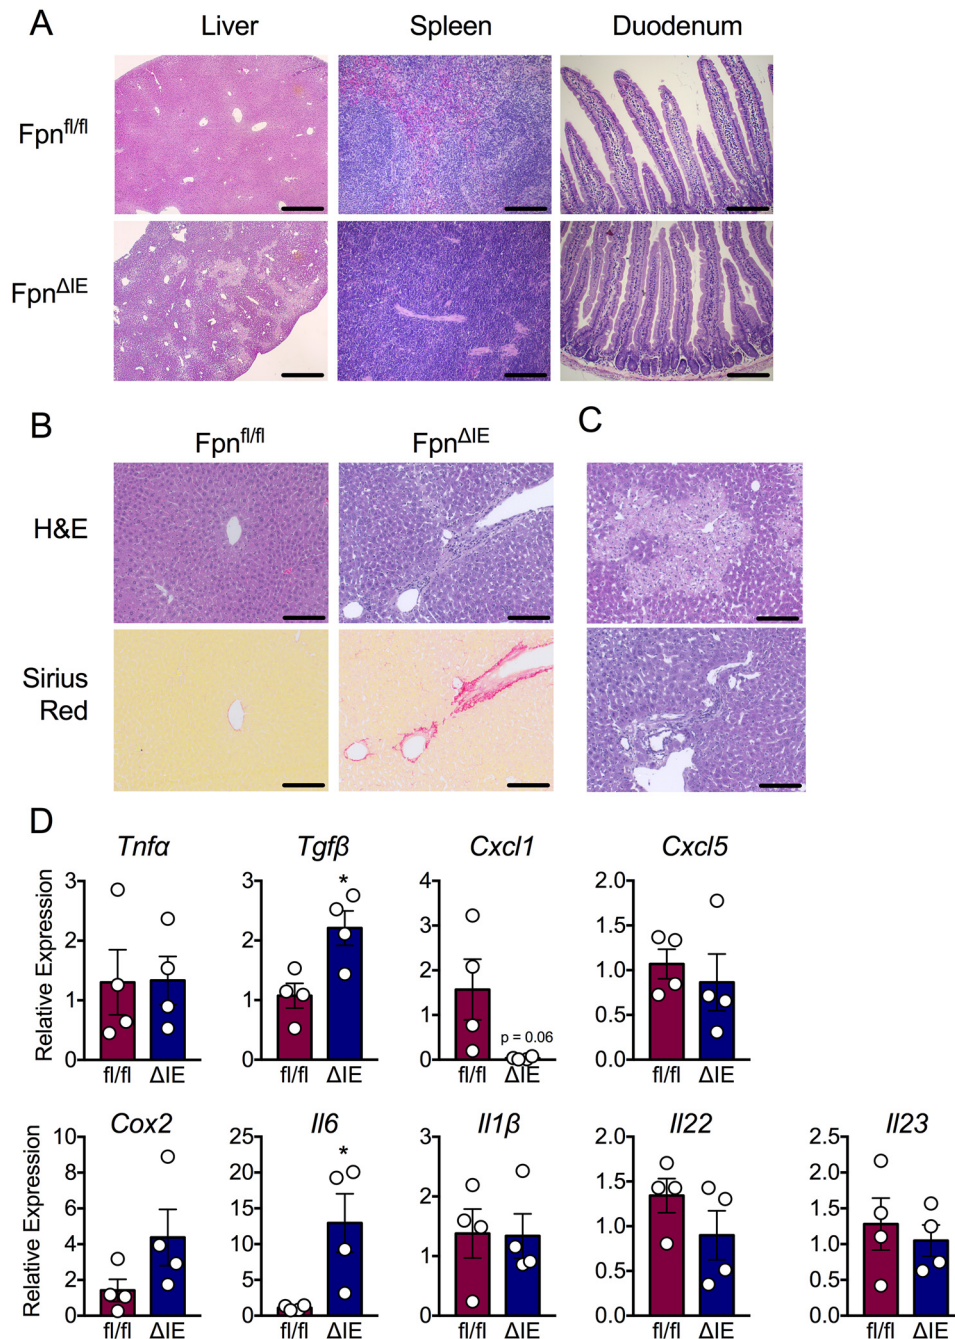 A
Liver Spleen Duodenum
Fpn^fl/fl
Fpn^ΔIE
B
C
Fpn^fl/fl Fpn^ΔIE
H&E
Sirius
Red
D
Tnfα Tgfβ Cxcl1 Cxcl5
Relative Expression
3
2
1
0
fl/fl ΔIE
3
2
1
0
*
fl/fl ΔIE
4
3
2
1
0
p = 0.06
fl/fl ΔIE
2.0
1.5
1.0
0.5
0.0
fl/fl ΔIE
Cox2 Il6 Il1β Il22 Il23
Relative Expression
10
8
6
4
2
0
fl/fl ΔIE
25
20
15
10
5
0
*
fl/fl ΔIE
3
2
1
0
fl/fl ΔIE
2.0
1.5
1.0
0.5
0.0
fl/fl ΔIE
2.5
2.0
1.5
1.0
0.5
0.0
fl/fl ΔIE